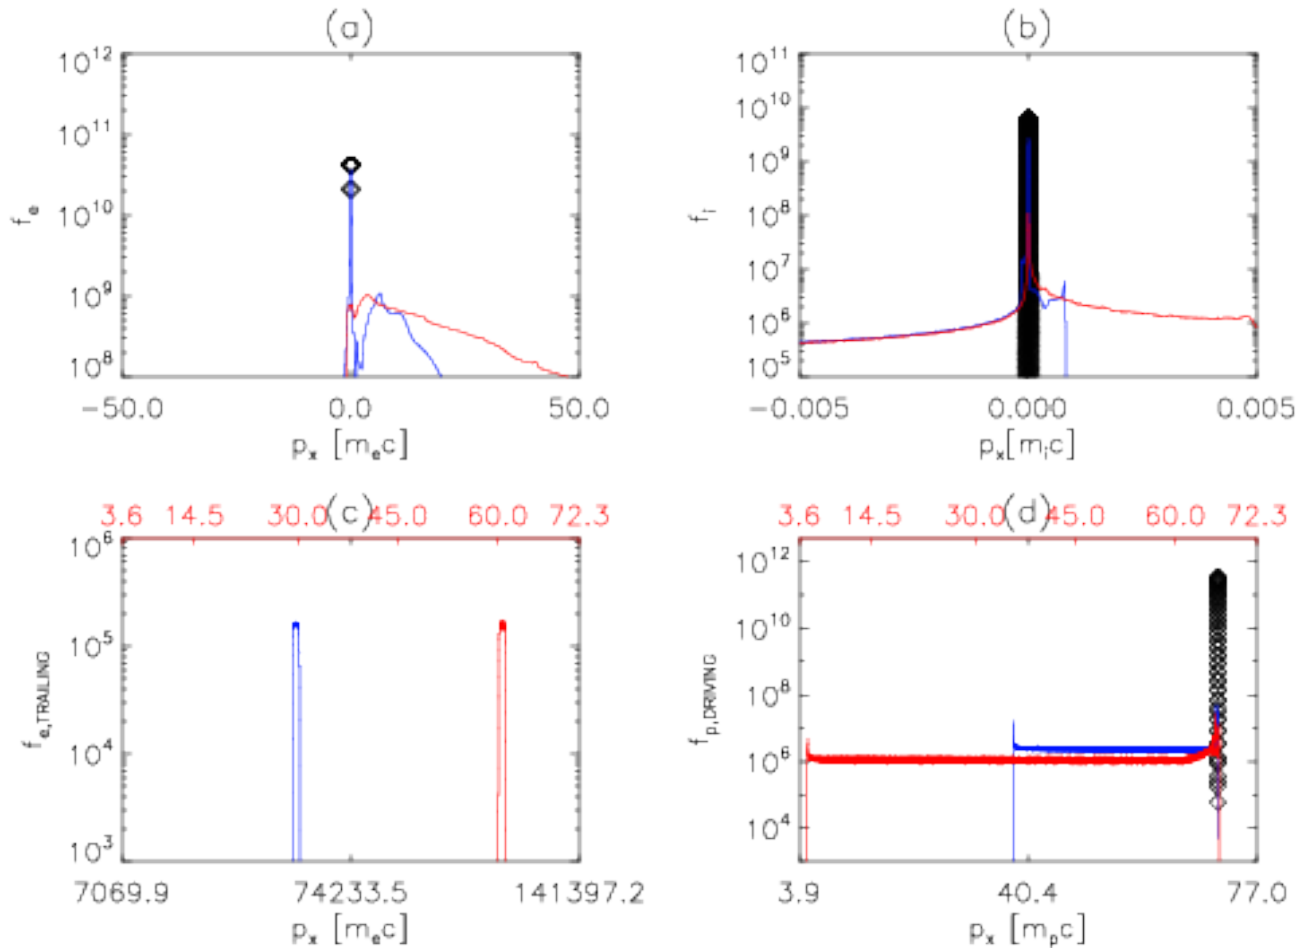 (a)
10^12
10^11
10^10
10^9
10^8
f_e
−50.0 0.0 50.0
p_x [m_e c]
(b)
10^11
10^10
10^9
10^8
10^7
10^6
10^5
f_i
−0.005 0.000 0.005
p_x[m_i c]
(c)
3.6 14.5 30.0 45.0 60.0 72.3
10^6
10^5
10^4
10^3
f_e,TRAILING
7069.9 74233.5 141397.2
p_x [m_e c]
(d)
3.6 14.5 30.0 45.0 60.0 72.3
10^12
10^10
10^8
10^6
10^4
f_p,DRIVING
3.9 40.4 77.0
p_x [m_p c]